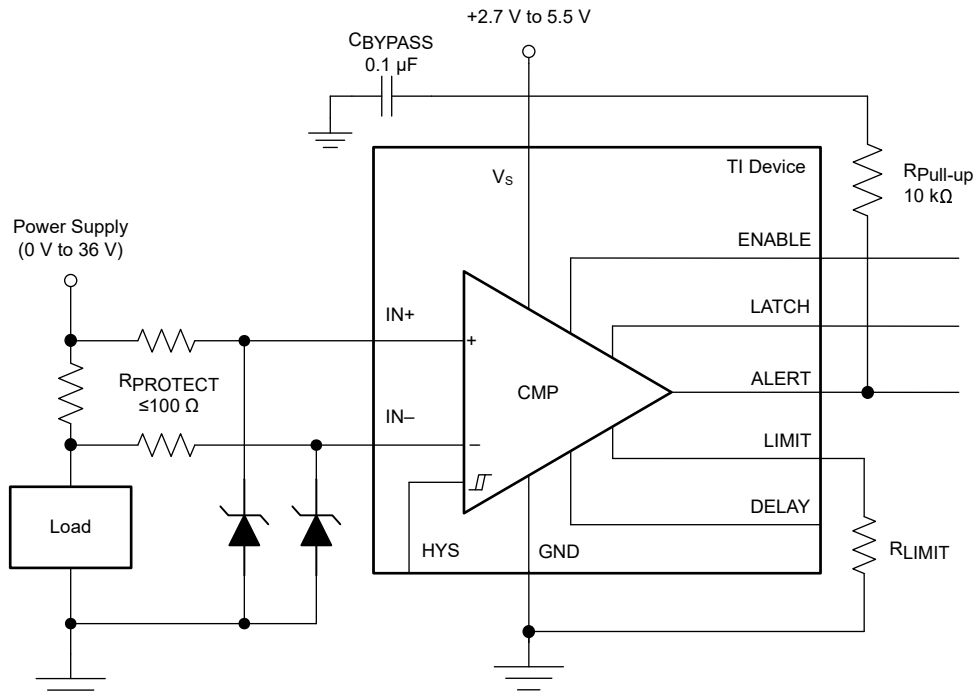 +2.7 V to 5.5 V
CBYPASS
0.1 µF
TI Device
VS
RPull-up
10 kΩ
Power Supply
(0 V to 36 V)
ENABLE
IN+
LATCH
+
RPROTECT
≤100 Ω
CMP
ALERT
IN–
–
LIMIT
Load
DELAY
HYS
GND
RLIMIT